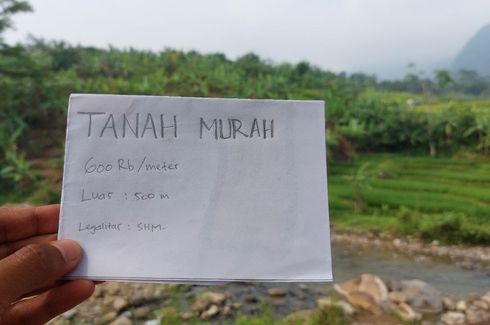 TANAH MURAH
600 Rb/meter
Luas : 500 m
Legalitas : SHM